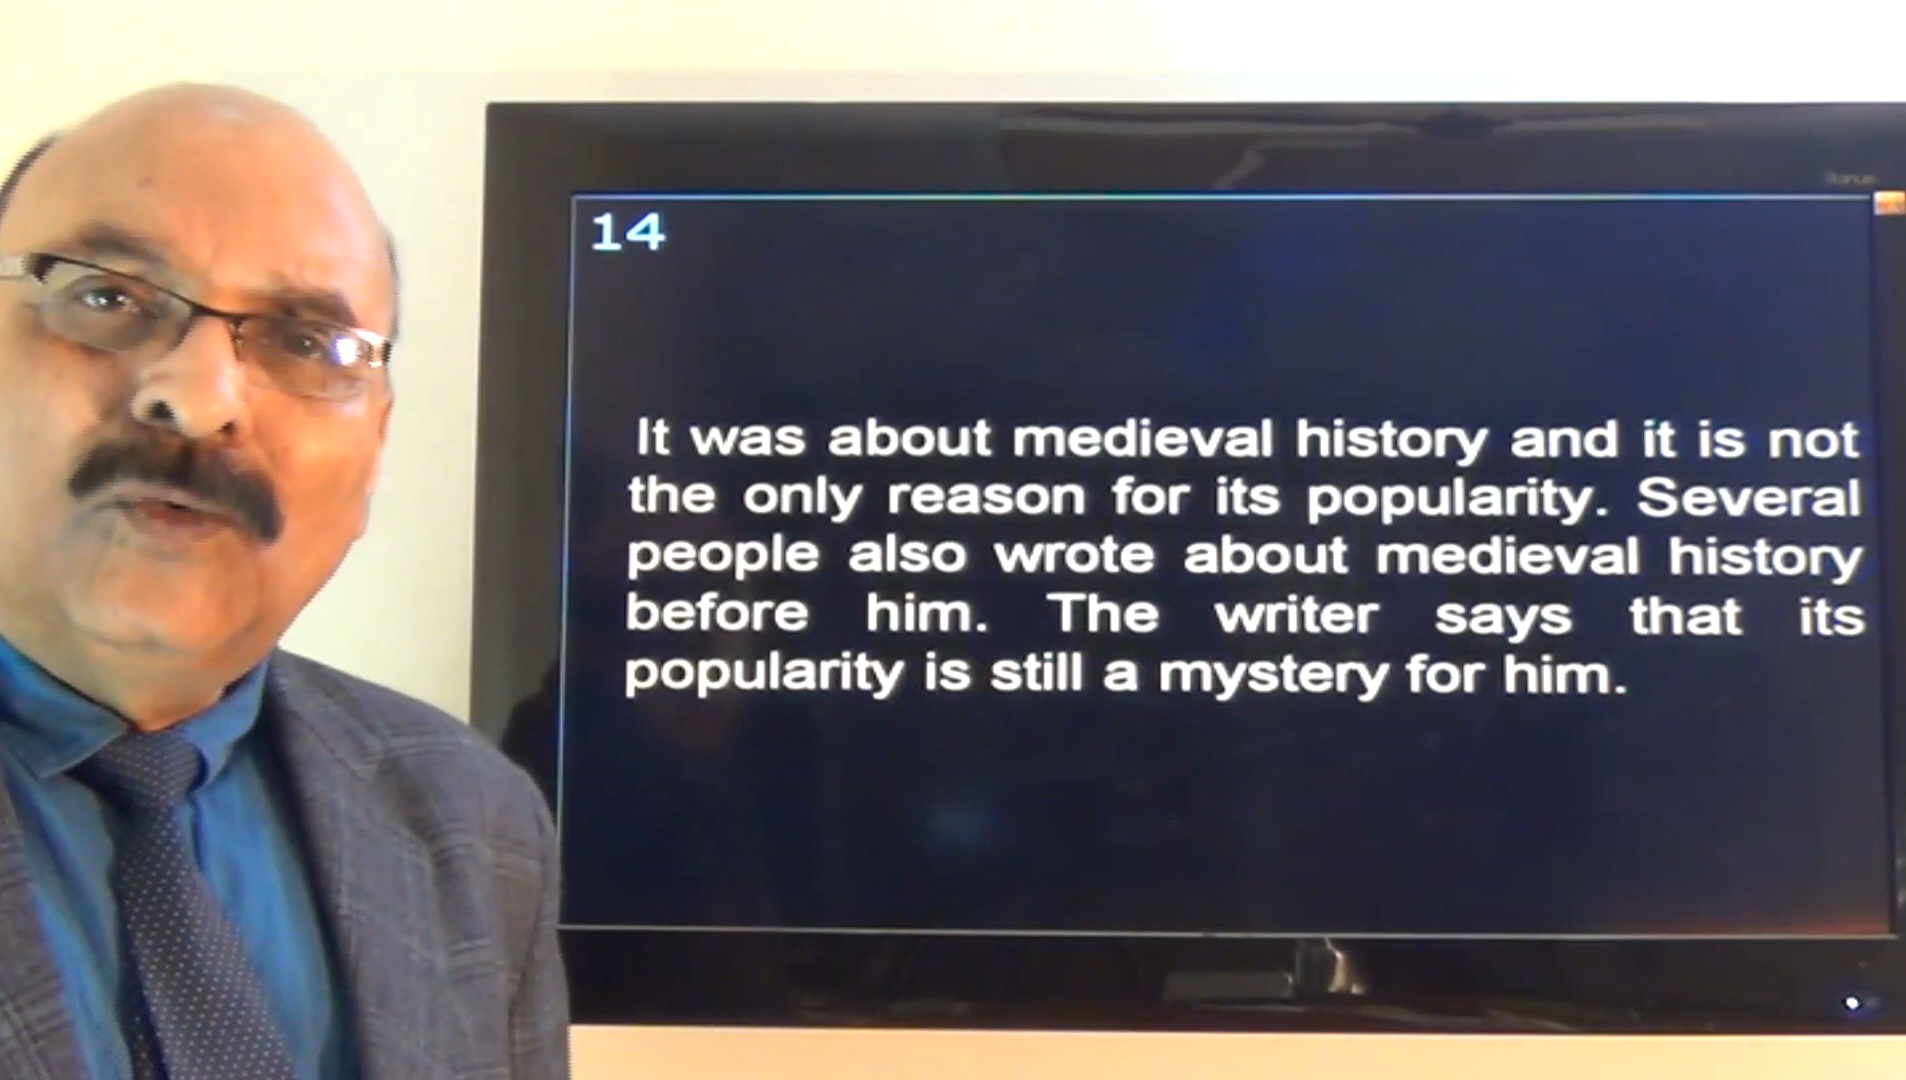 14
It was about medieval history and it is not
the only reason for its popularity. Several
people also wrote about medieval history
before him. The writer says that its
popularity is still a mystery for him.